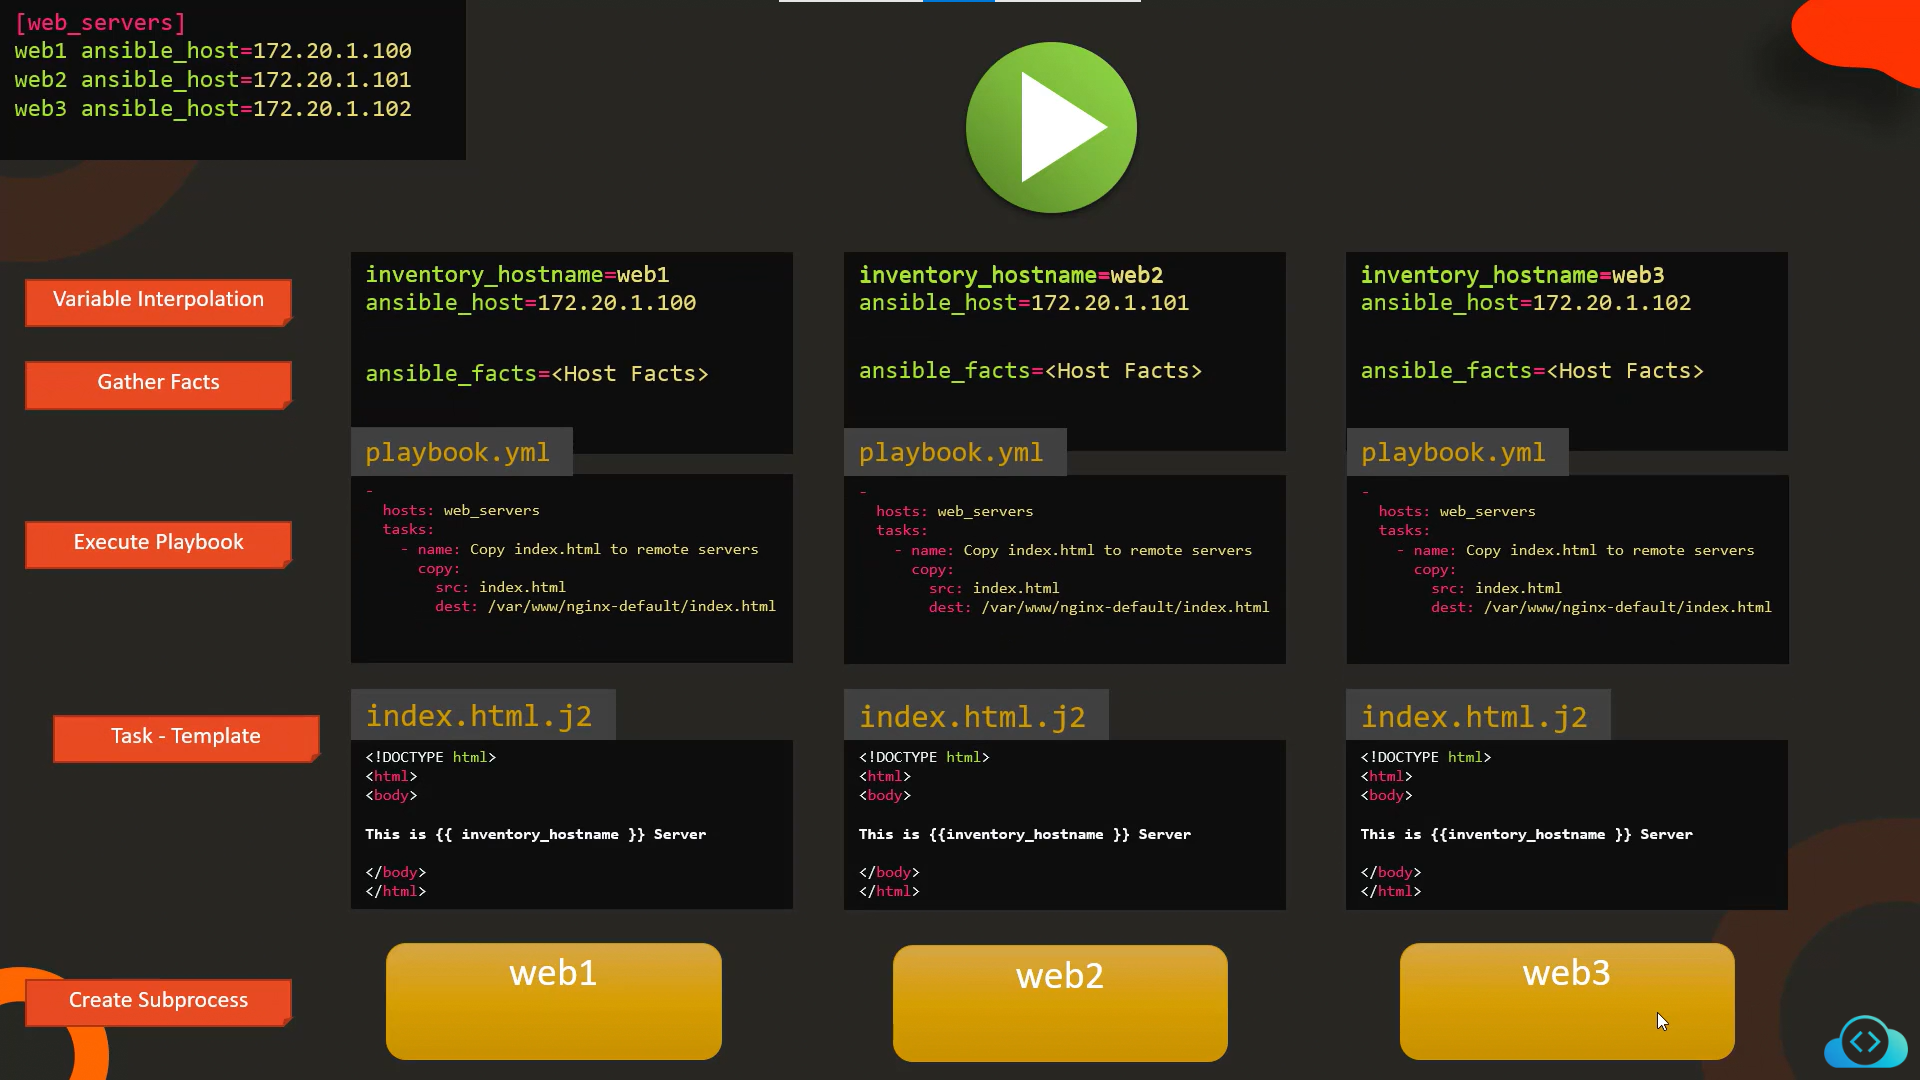 [web_servers]
web1 ansible_host=172.20.1.100
web2 ansible_host=172.20.1.101
web3 ansible_host=172.20.1.102
Variable Interpolation
Gather Facts
Execute Playbook
Task - Template
Create Subprocess
inventory_hostname=web1
ansible_host=172.20.1.100
ansible_facts=<Host Facts>
playbook.yml
-
  hosts: web_servers
  tasks:
    - name: Copy index.html to remote servers
      copy:
        src: index.html
        dest: /var/www/nginx-default/index.html
index.html.j2
<!DOCTYPE html>
<html>
<body>
This is {{ inventory_hostname }} Server
</body>
</html>
web1
inventory_hostname=web2
ansible_host=172.20.1.101
ansible_facts=<Host Facts>
playbook.yml
-
  hosts: web_servers
  tasks:
    - name: Copy index.html to remote servers
      copy:
        src: index.html
        dest: /var/www/nginx-default/index.html
index.html.j2
<!DOCTYPE html>
<html>
<body>
This is {{inventory_hostname }} Server
</body>
</html>
web2
inventory_hostname=web3
ansible_host=172.20.1.102
ansible_facts=<Host Facts>
playbook.yml
-
  hosts: web_servers
  tasks:
    - name: Copy index.html to remote servers
      copy:
        src: index.html
        dest: /var/www/nginx-default/index.html
index.html.j2
<!DOCTYPE html>
<html>
<body>
This is {{inventory_hostname }} Server
</body>
</html>
web3